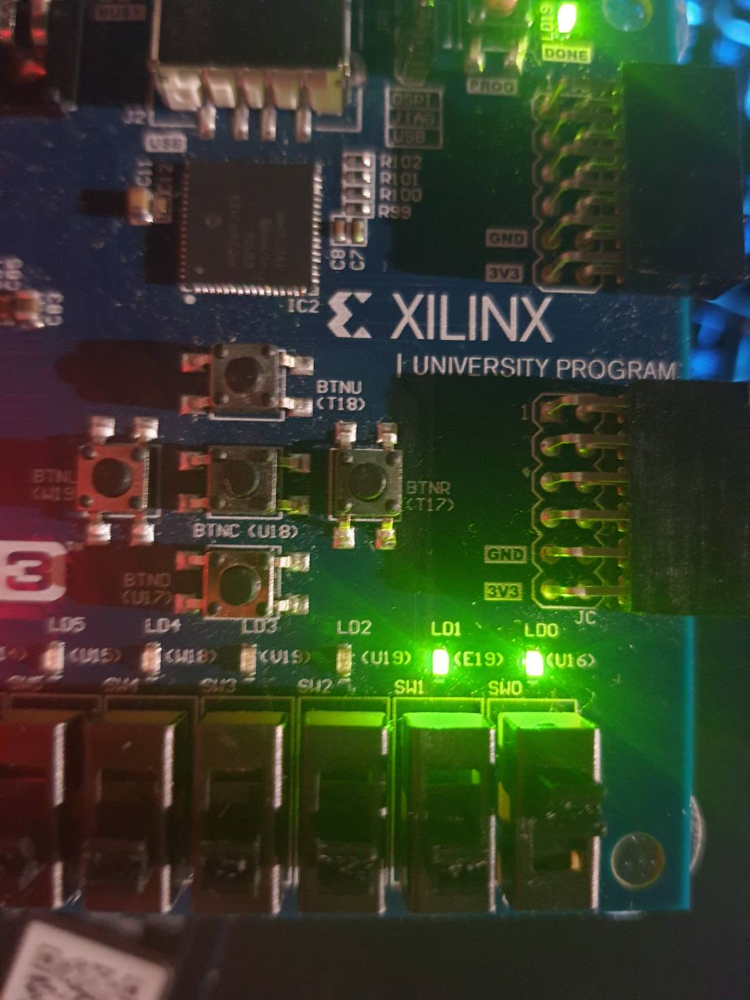 BUSY
LD19
DONE
PROG
QSPI
JTAG
USB
J2
USB
C11
C12
R102
R101
R100
R99
C8
C7
GND
3V3
IC2
C83
XILINX
UNIVERSITY PROGRAM
BTNU
(T18)
1
BTNL
(W19
BTNR
(T17)
BTNC (U18)
GND
3
BTND
(U17)
3V3
JC
LD5 LD4 LD3 LD2 LD1 LD0
(U15) (W18) (V19) (U19) (E19) (U16)
SW5 SW4 SW3 SW2 SW1 SW0